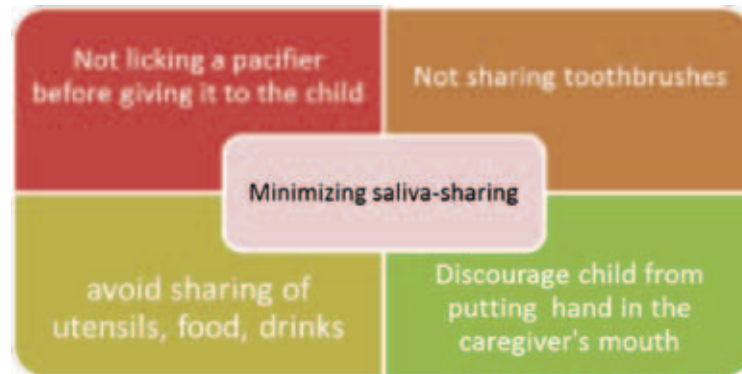 Not licking a pacifier
before giving it to the child
Not sharing toothbrushes
Minimizing saliva-sharing
avoid sharing of
utensils, food, drinks
Discourage child from
putting hand in the
caregiver's mouth